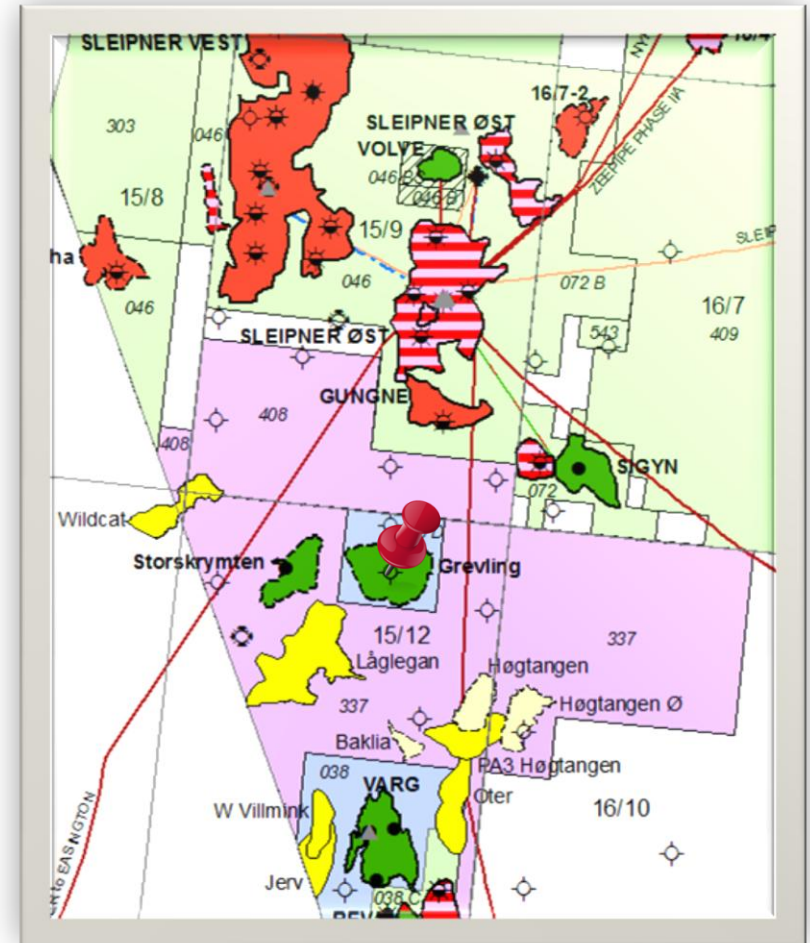 SLEIPNER VEST
16/7-2
303
046
SLEIPNER ØST
VOLVE
046 B
046 B
ZEEPIPE PHASE IIA
15/8
15/9
046
046
072 B
16/7
409
543
SLEIPNER ØST
GUNGNE
408
408
SIGYN
072
Wildcat
Storskrymten
Grevling
15/12
337
Låglegan
Høgtangen
337
Høgtangen Ø
Baklia
PA3 Høgtangen
038
VARG
Oter
W Villmink
16/10
Jerv
038 C
to EASINGTON